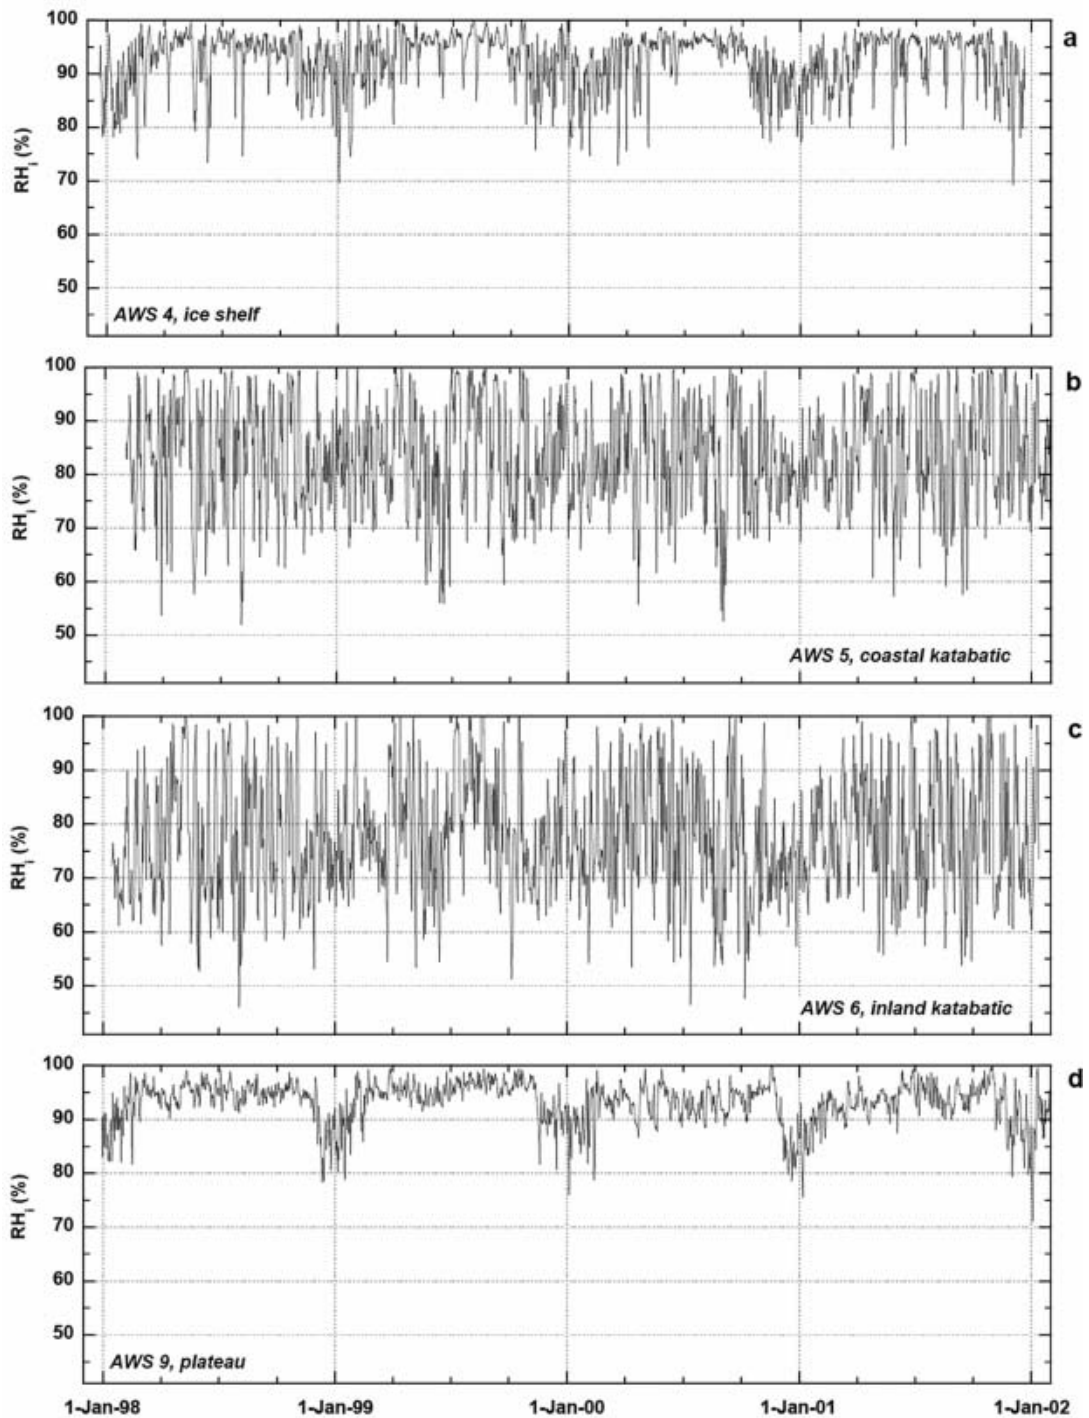 100
a
90
80
RHi (%)
70
60
50
AWS 4, ice shelf
100
b
90
80
RHi (%)
70
60
50
AWS 5, coastal katabatic
100
c
90
80
RHi (%)
70
60
50
AWS 6, inland katabatic
100
d
90
80
RHi (%)
70
60
50
AWS 9, plateau
1-Jan-98 1-Jan-99 1-Jan-00 1-Jan-01 1-Jan-02